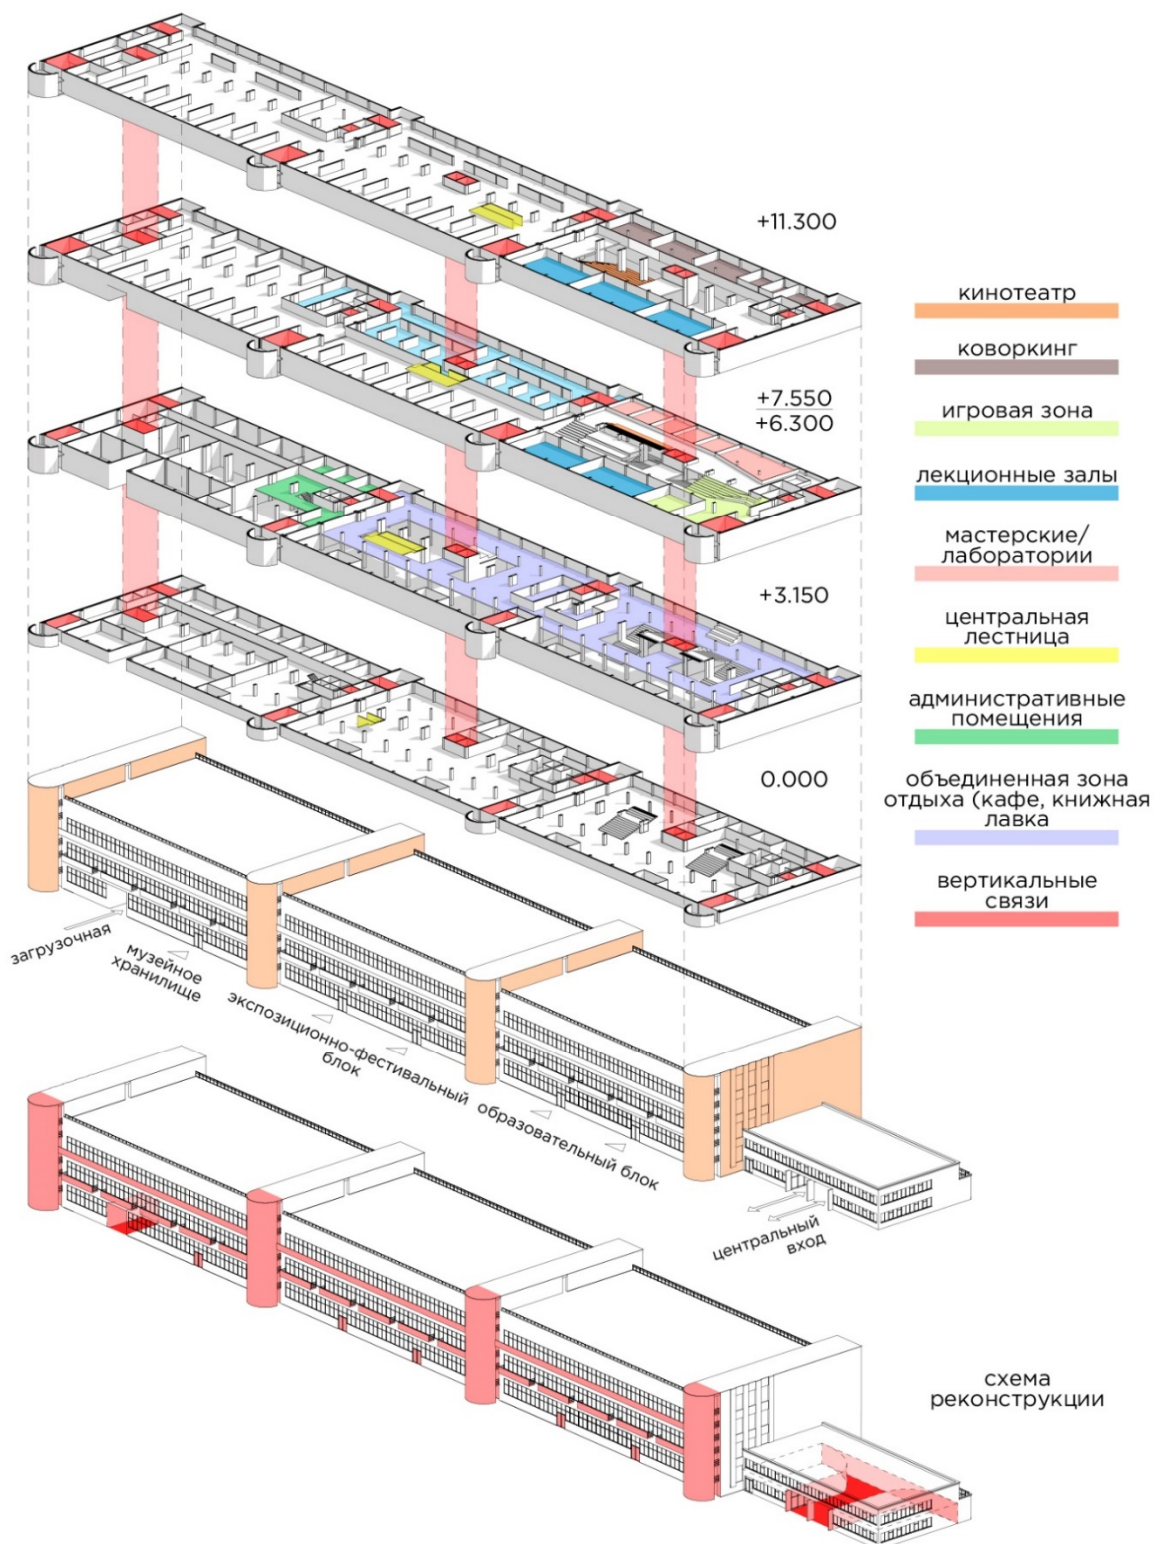 +11.300
кинотеатр
коворкинг
+7.550
+6.300
игровая зона
лекционные залы
мастерские/
лаборатории
+3.150
центральная
лестница
административные
помещения
0.000
объединенная зона
отдыха (кафе, книжная
лавка
вертикальные
связи
загрузочная
музейное
хранилище
экспозиционно-фестивальный
блок
образовательный блок
центральный
вход
схема
реконструкции